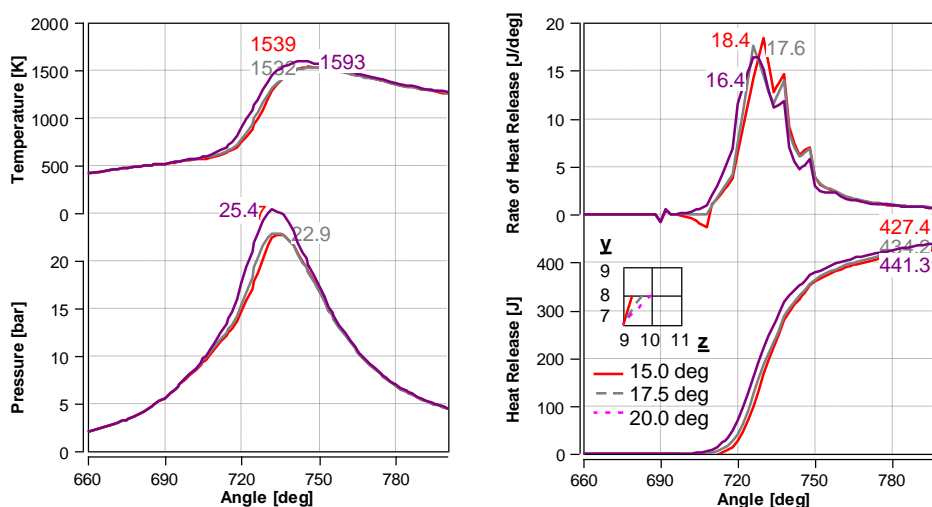 2000
1500
1000
500
0
Temperature [K]
1539
1532
1593
20
15
10
5
0
Pressure [bar]
25.4
22.9
660 690 720 750 780
Angle [deg]
20
15
10
5
0
Rate of Heat Release [J/deg]
18.4
17.6
16.4
400
300
200
100
0
Heat Release [J]
427.4
441.3
y
9
8
7
9 10 11
z
15.0 deg
17.5 deg
20.0 deg
660 690 720 750 780
Angle [deg]